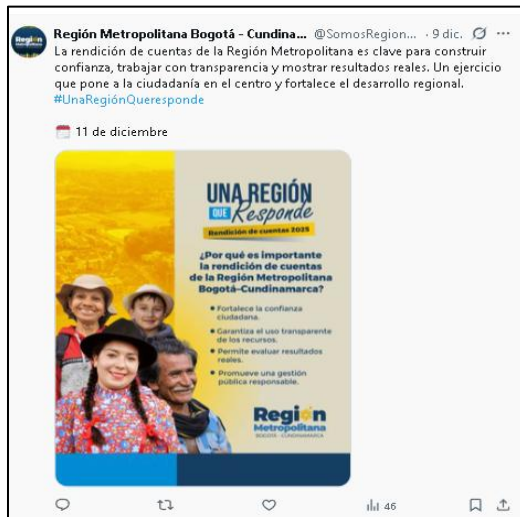 Región Metropolitana Bogotá - Cundina... @SomosRegion... · 9 dic.
La rendición de cuentas de la Región Metropolitana es clave para construir
confianza, trabajar con transparencia y mostrar resultados reales. Un ejercicio
que pone a la ciudadanía en el centro y fortalece el desarrollo regional.
#UnaRegiónQueresponde
11 de diciembre
UNA REGIÓN
QUE Responde
Rendición de cuentas 2025
¿Por qué es importante
la rendición de cuentas
de la Región Metropolitana
Bogotá–Cundinamarca?
• Fortalece la confianza
ciudadana.
• Garantiza el uso transparente
de los recursos.
• Permite evaluar resultados
reales.
• Promueve una gestión
pública responsable.
Región
Metropolitana
BOGOTÁ - CUNDINAMARCA
46